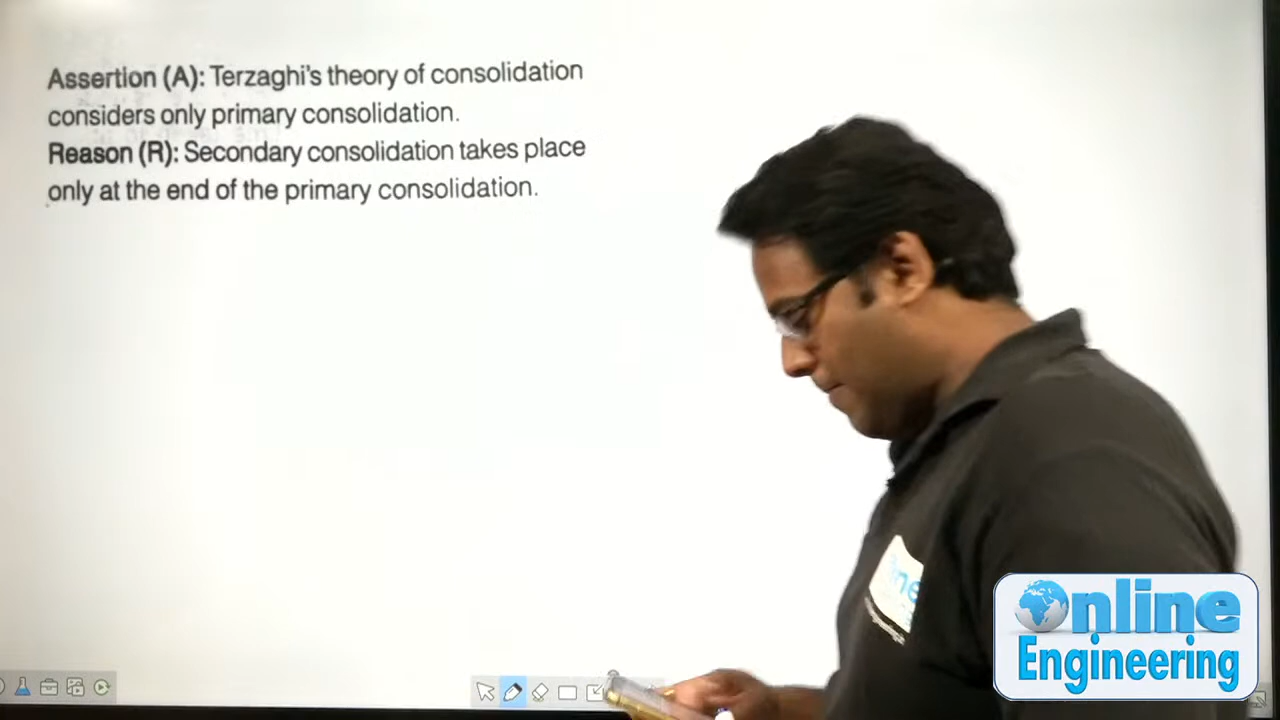 Assertion (A): Terzaghi's theory of consolidation
considers only primary consolidation.
Reason (R): Secondary consolidation takes place
only at the end of the primary consolidation.
Online
Engineering